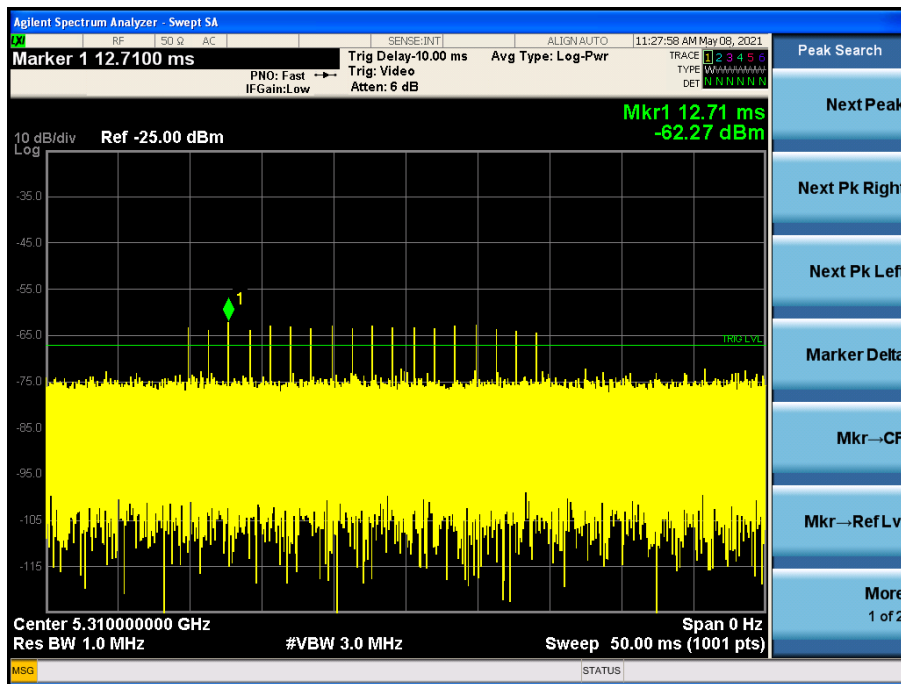 Agilent Spectrum Analyzer - Swept SA
LXI RF 50 Ω AC SENSE:INT ALIGN AUTO 11:27:58 AM May 08, 2021
Marker 1 12.7100 ms
PNO: Fast
IFGain:Low
Trig Delay-10.00 ms
Trig: Video
Atten: 6 dB
Avg Type: Log-Pwr
TRACE 1 2 3 4 5 6
TYPE WWWWWW
DET N N N N N N
Mkr1 12.71 ms
-62.27 dBm
10 dB/div Ref -25.00 dBm
Log
-35.0
-45.0
-55.0
1
-65.0
TRIG LVL
-75.0
-85.0
-95.0
-105
-115
Center 5.310000000 GHz Span 0 Hz
Res BW 1.0 MHz #VBW 3.0 MHz Sweep 50.00 ms (1001 pts)
MSG STATUS
Peak Search
Next Peak
Next Pk Right
Next Pk Left
Marker Delta
Mkr→CF
Mkr→Ref Lv
More
1 of 2